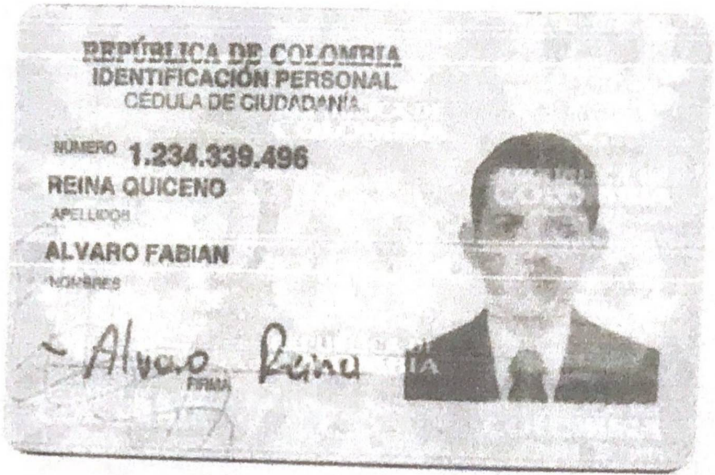 REPÚBLICA DE COLOMBIA
IDENTIFICACIÓN PERSONAL
CÉDULA DE CIUDADANÍA
NUMERO 1.234.339.496
REINA QUICENO
APELLIDOS
ALVARO FABIAN
NOMBRES
Alvaro Reina
FIRMA